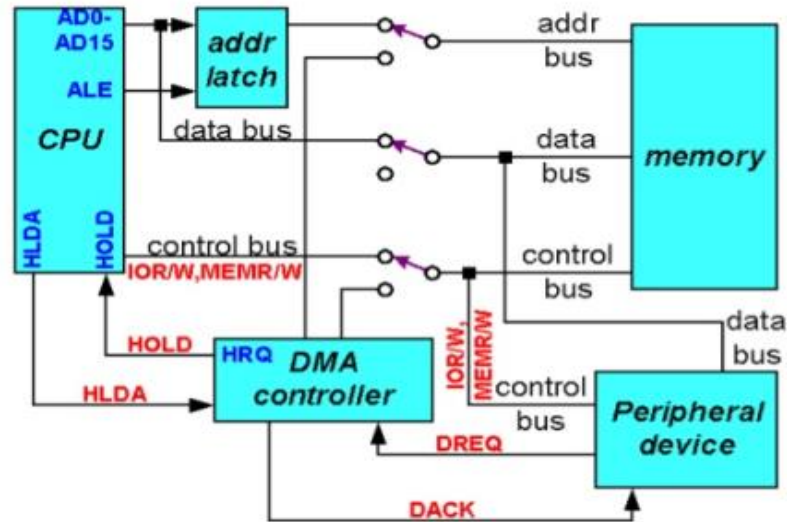 AD0-
AD15
addr
latch
addr
bus
ALE
CPU
data bus
data
bus
memory
HLDA
HOLD
control bus
IOR/W,MEMR/W
control
bus
HOLD
HRQ
DMA
controller
IOR/W,
MEMR/W
data
bus
HLDA
control
bus
Peripheral
device
DREQ
DACK